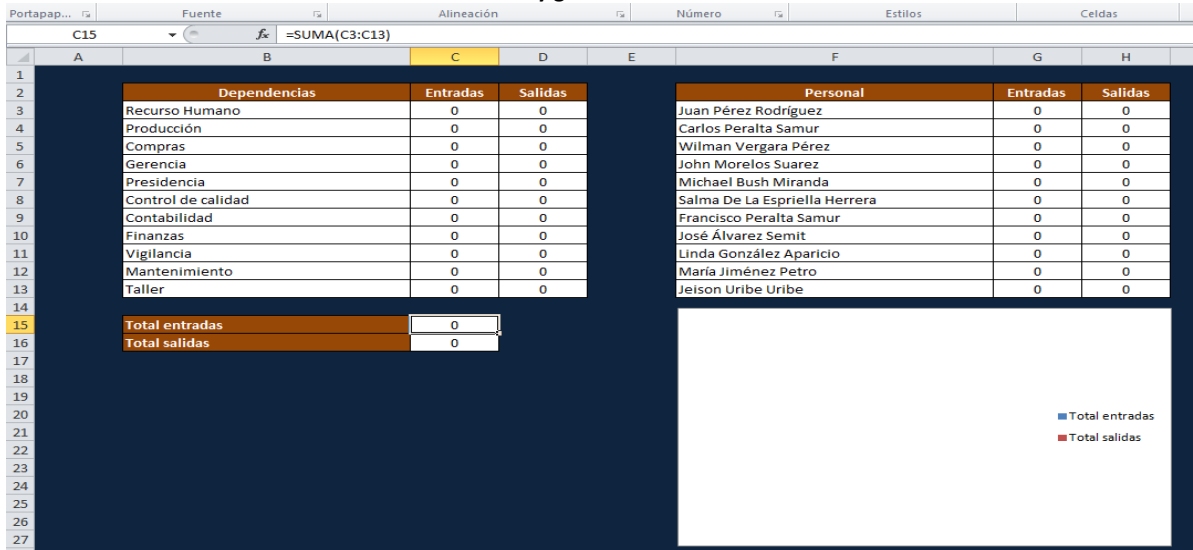 Portapap... Fuente Alineación Número Estilos Celdas
C15 fx =SUMA(C3:C13)
A B C D E F G H
1
2 Dependencias Entradas Salidas Personal Entradas Salidas
3 Recurso Humano 0 0 Juan Pérez Rodríguez 0 0
4 Producción 0 0 Carlos Peralta Samur 0 0
5 Compras 0 0 Wilman Vergara Pérez 0 0
6 Gerencia 0 0 John Morelos Suarez 0 0
7 Presidencia 0 0 Michael Bush Miranda 0 0
8 Control de calidad 0 0 Salma De La Espriella Herrera 0 0
9 Contabilidad 0 0 Francisco Peralta Samur 0 0
10 Finanzas 0 0 José Álvarez Semit 0 0
11 Vigilancia 0 0 Linda González Aparicio 0 0
12 Mantenimiento 0 0 María Jiménez Petro 0 0
13 Taller 0 0 Jeison Uribe Uribe 0 0
14
15 Total entradas 0
16 Total salidas 0
17
18
19
20 Total entradas
21 Total salidas
22
23
24
25
26
27